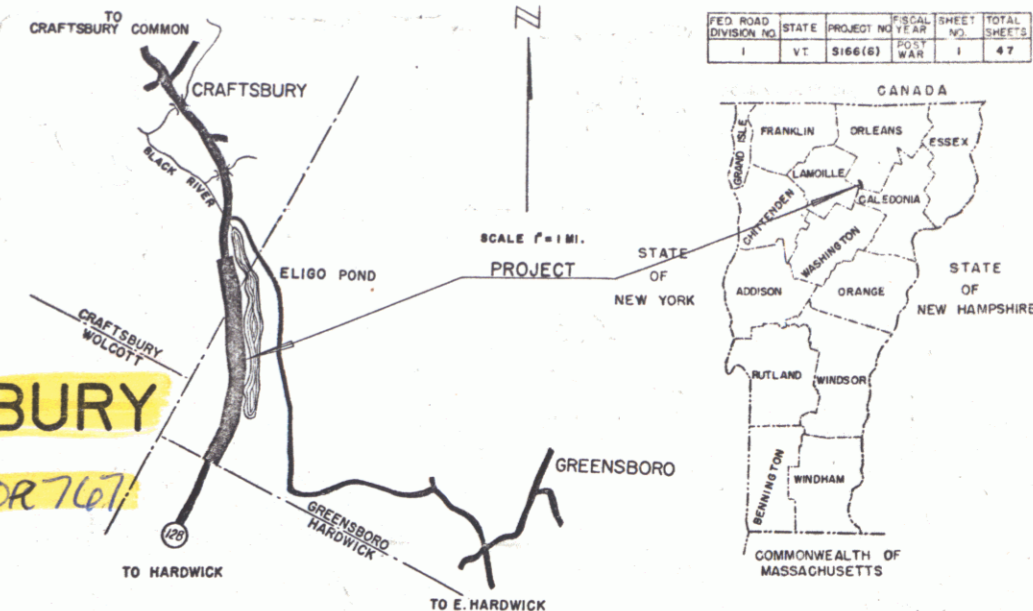 TO
CRAFTSBURY COMMON
CRAFTSBURY
BLACK RIVER
ELIGO POND
CRAFTSBURY
WOLCOTT
BURY
OR 767
128
TO HARDWICK
GREENSBORO
HARDWICK
GREENSBORO
TO E. HARDWICK
N
SCALE 1"=1 MI.
PROJECT
FED. ROAD DIVISION NO. STATE PROJECT NO FISCAL YEAR SHEET NO. TOTAL SHEETS
1 VT. S166(6) POST WAR 1 47
CANADA
GRAND ISLE
FRANKLIN
ORLEANS
ESSEX
LAMOILLE
CALEDONIA
CHITTENDEN
WASHINGTON
STATE
OF
NEW YORK
ADDISON
ORANGE
STATE
OF
NEW HAMPSHIRE
RUTLAND
WINDSOR
BENNINGTON
WINDHAM
COMMONWEALTH OF
MASSACHUSETTS